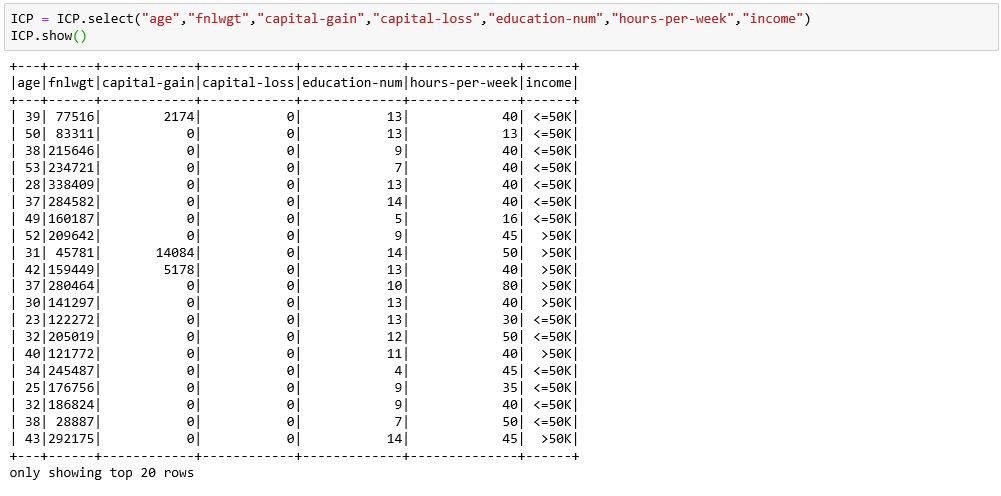 ICP = ICP.select("age","fnlwgt","capital-gain","capital-loss","education-num","hours-per-week","income")
ICP.show()
+---+------+------------+------------+-------------+--------------+------+
|age|fnlwgt|capital-gain|capital-loss|education-num|hours-per-week|income|
+---+------+------------+------------+-------------+--------------+------+
| 39| 77516|        2174|           0|           13|            40| <=50K|
| 50| 83311|           0|           0|           13|            13| <=50K|
| 38|215646|           0|           0|            9|            40| <=50K|
| 53|234721|           0|           0|            7|            40| <=50K|
| 28|338409|           0|           0|           13|            40| <=50K|
| 37|284582|           0|           0|           14|            40| <=50K|
| 49|160187|           0|           0|            5|            16| <=50K|
| 52|209642|           0|           0|            9|            45|  >50K|
| 31| 45781|       14084|           0|           14|            50|  >50K|
| 42|159449|        5178|           0|           13|            40|  >50K|
| 37|280464|           0|           0|           10|            80|  >50K|
| 30|141297|           0|           0|           13|            40|  >50K|
| 23|122272|           0|           0|           13|            30| <=50K|
| 32|205019|           0|           0|           12|            50| <=50K|
| 40|121772|           0|           0|           11|            40|  >50K|
| 34|245487|           0|           0|            4|            45| <=50K|
| 25|176756|           0|           0|            9|            35| <=50K|
| 32|186824|           0|           0|            9|            40| <=50K|
| 38| 28887|           0|           0|            7|            50| <=50K|
| 43|292175|           0|           0|           14|            45|  >50K|
+---+------+------------+------------+-------------+--------------+------+
only showing top 20 rows